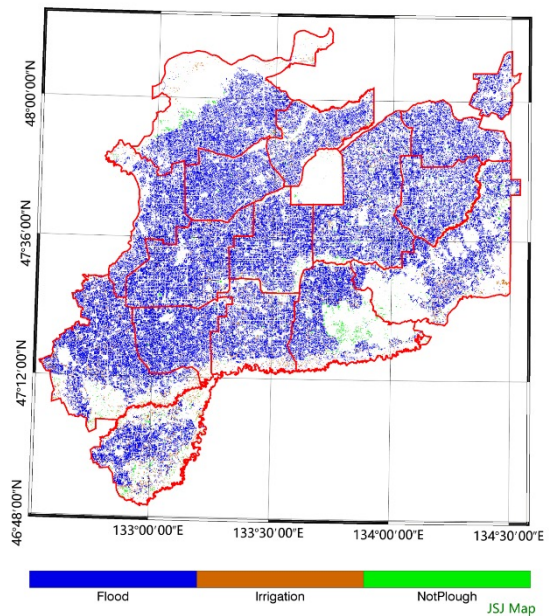 48°00′00″N
47°36′00″N
47°12′00″N
46°48′00″N
133°00′00″E 133°30′00″E 134°00′00″E 134°30′00″E
Flood Irrigation NotPlough
JSJ Map